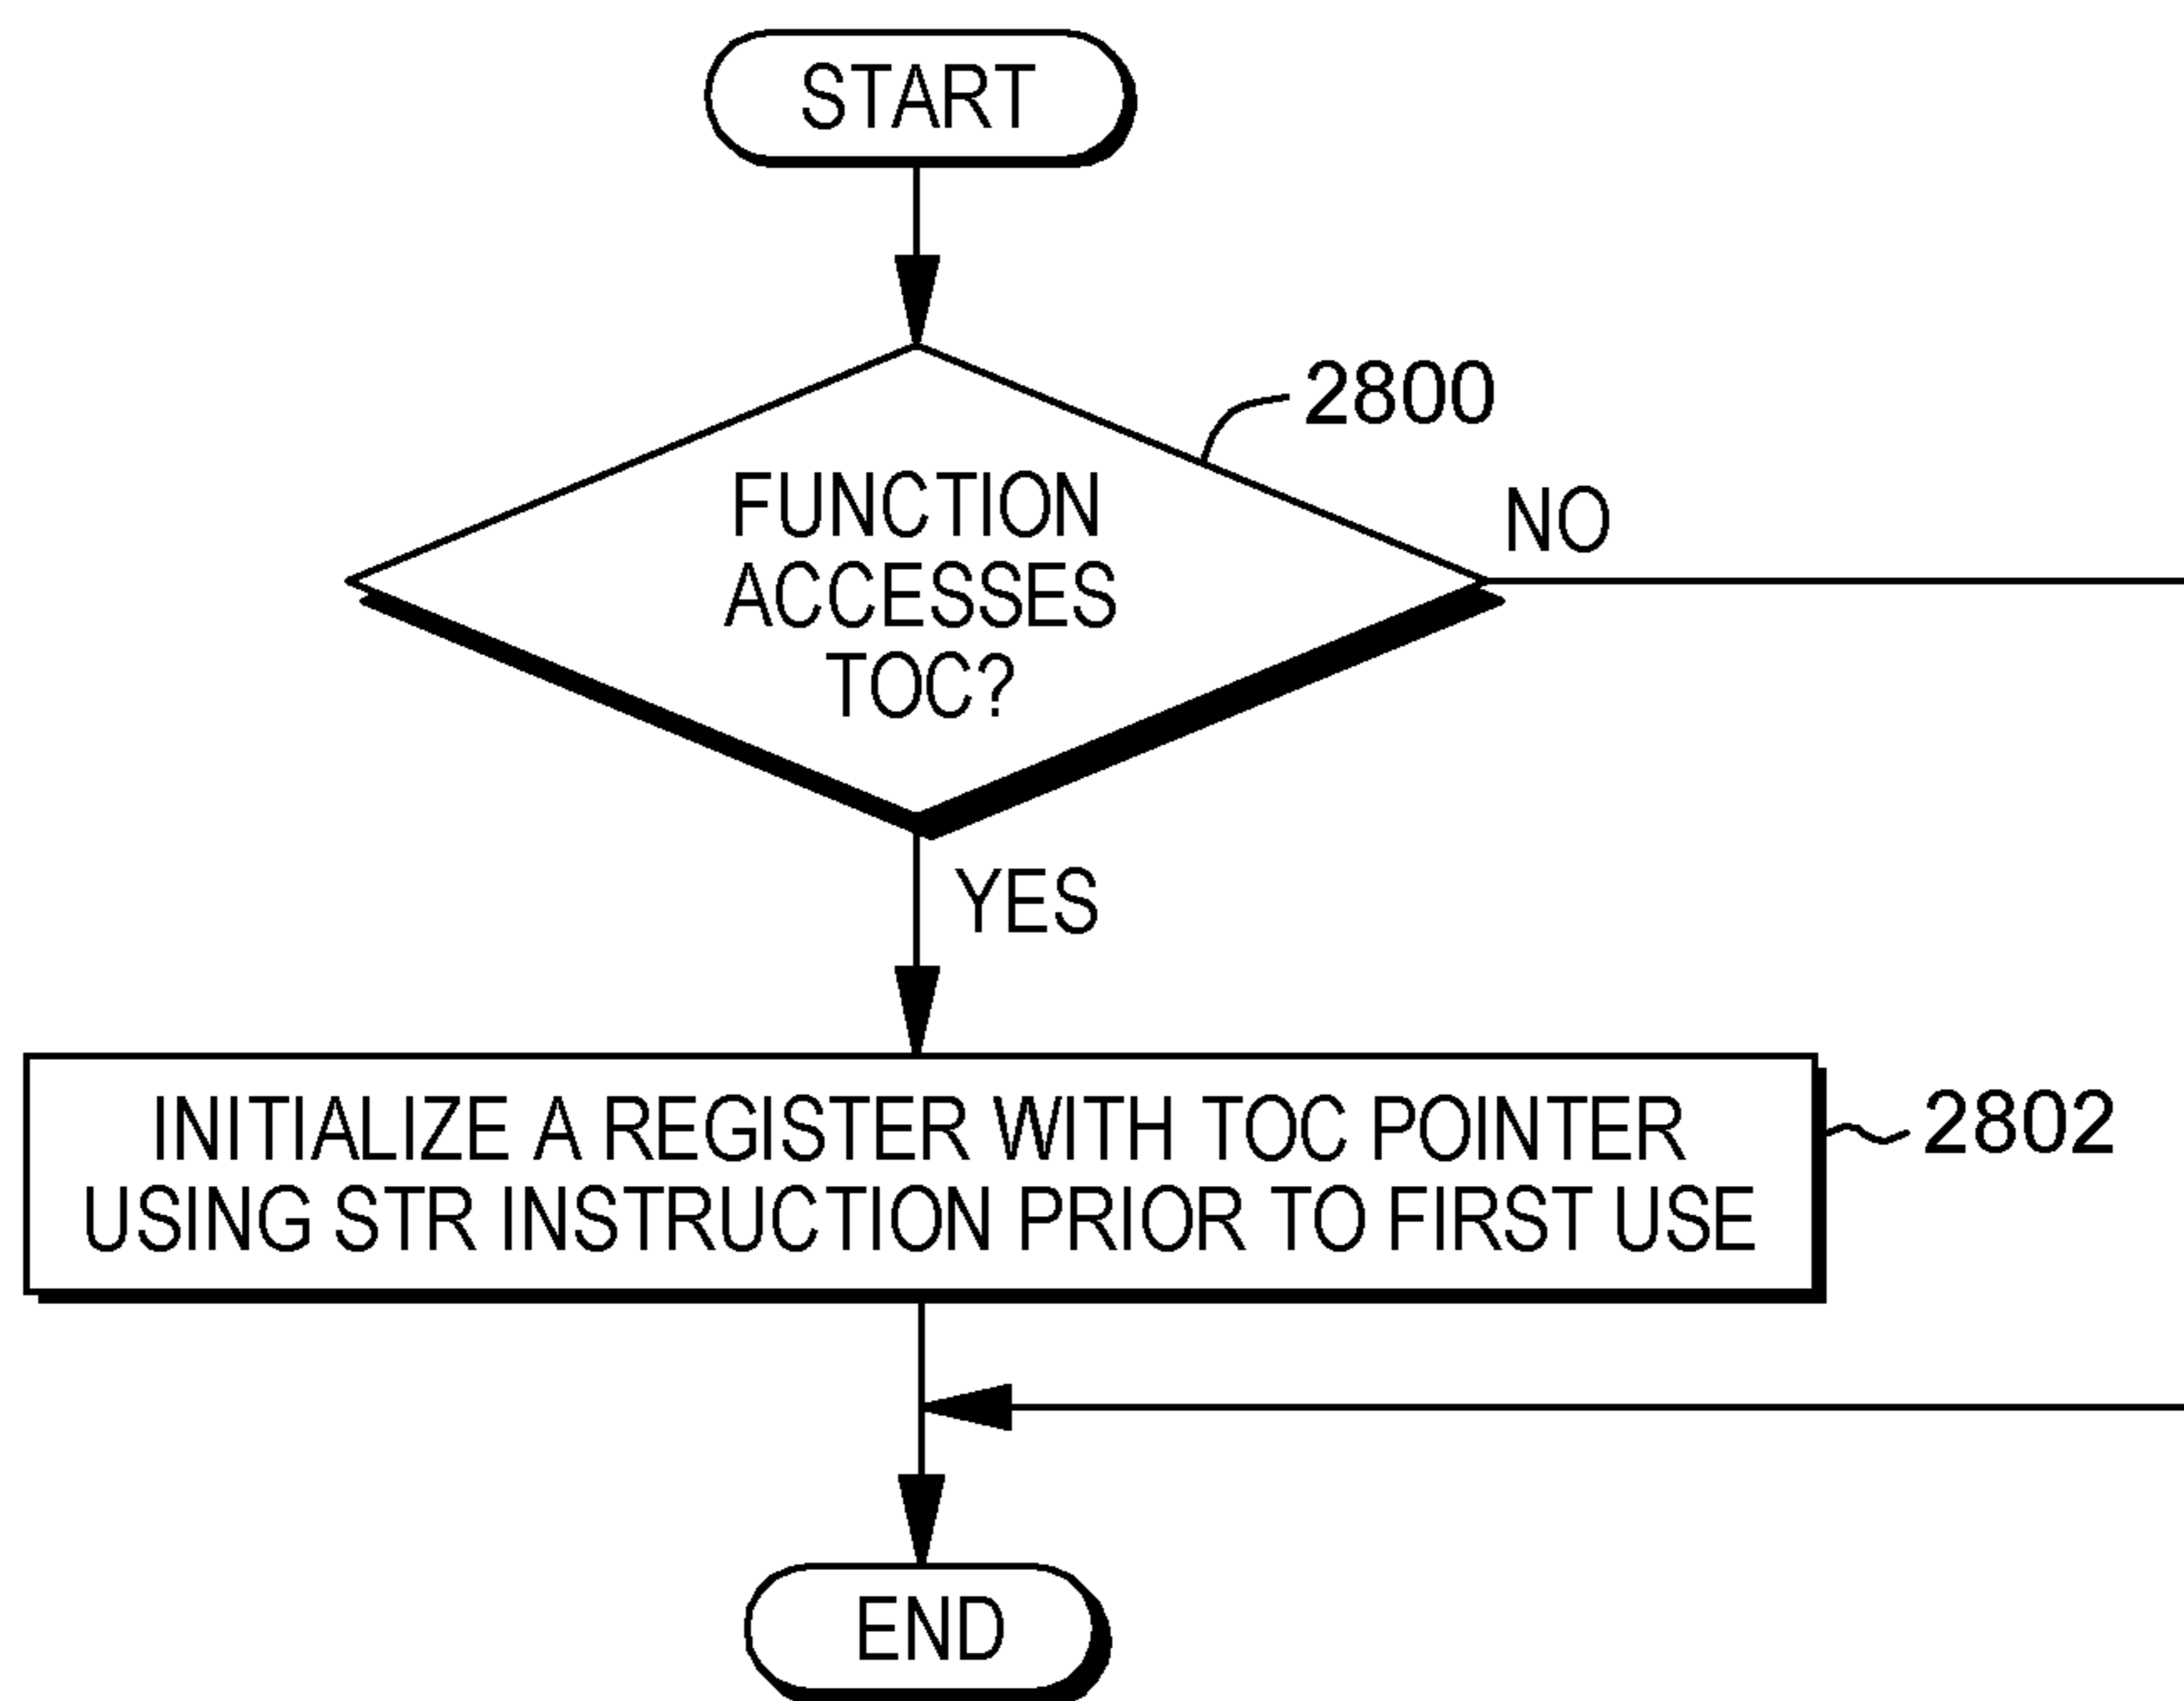 START
2800
FUNCTION
ACCESSES
TOC?
NO
YES
INITIALIZE A REGISTER WITH TOC POINTER
USING STR INSTRUCTION PRIOR TO FIRST USE
2802
END